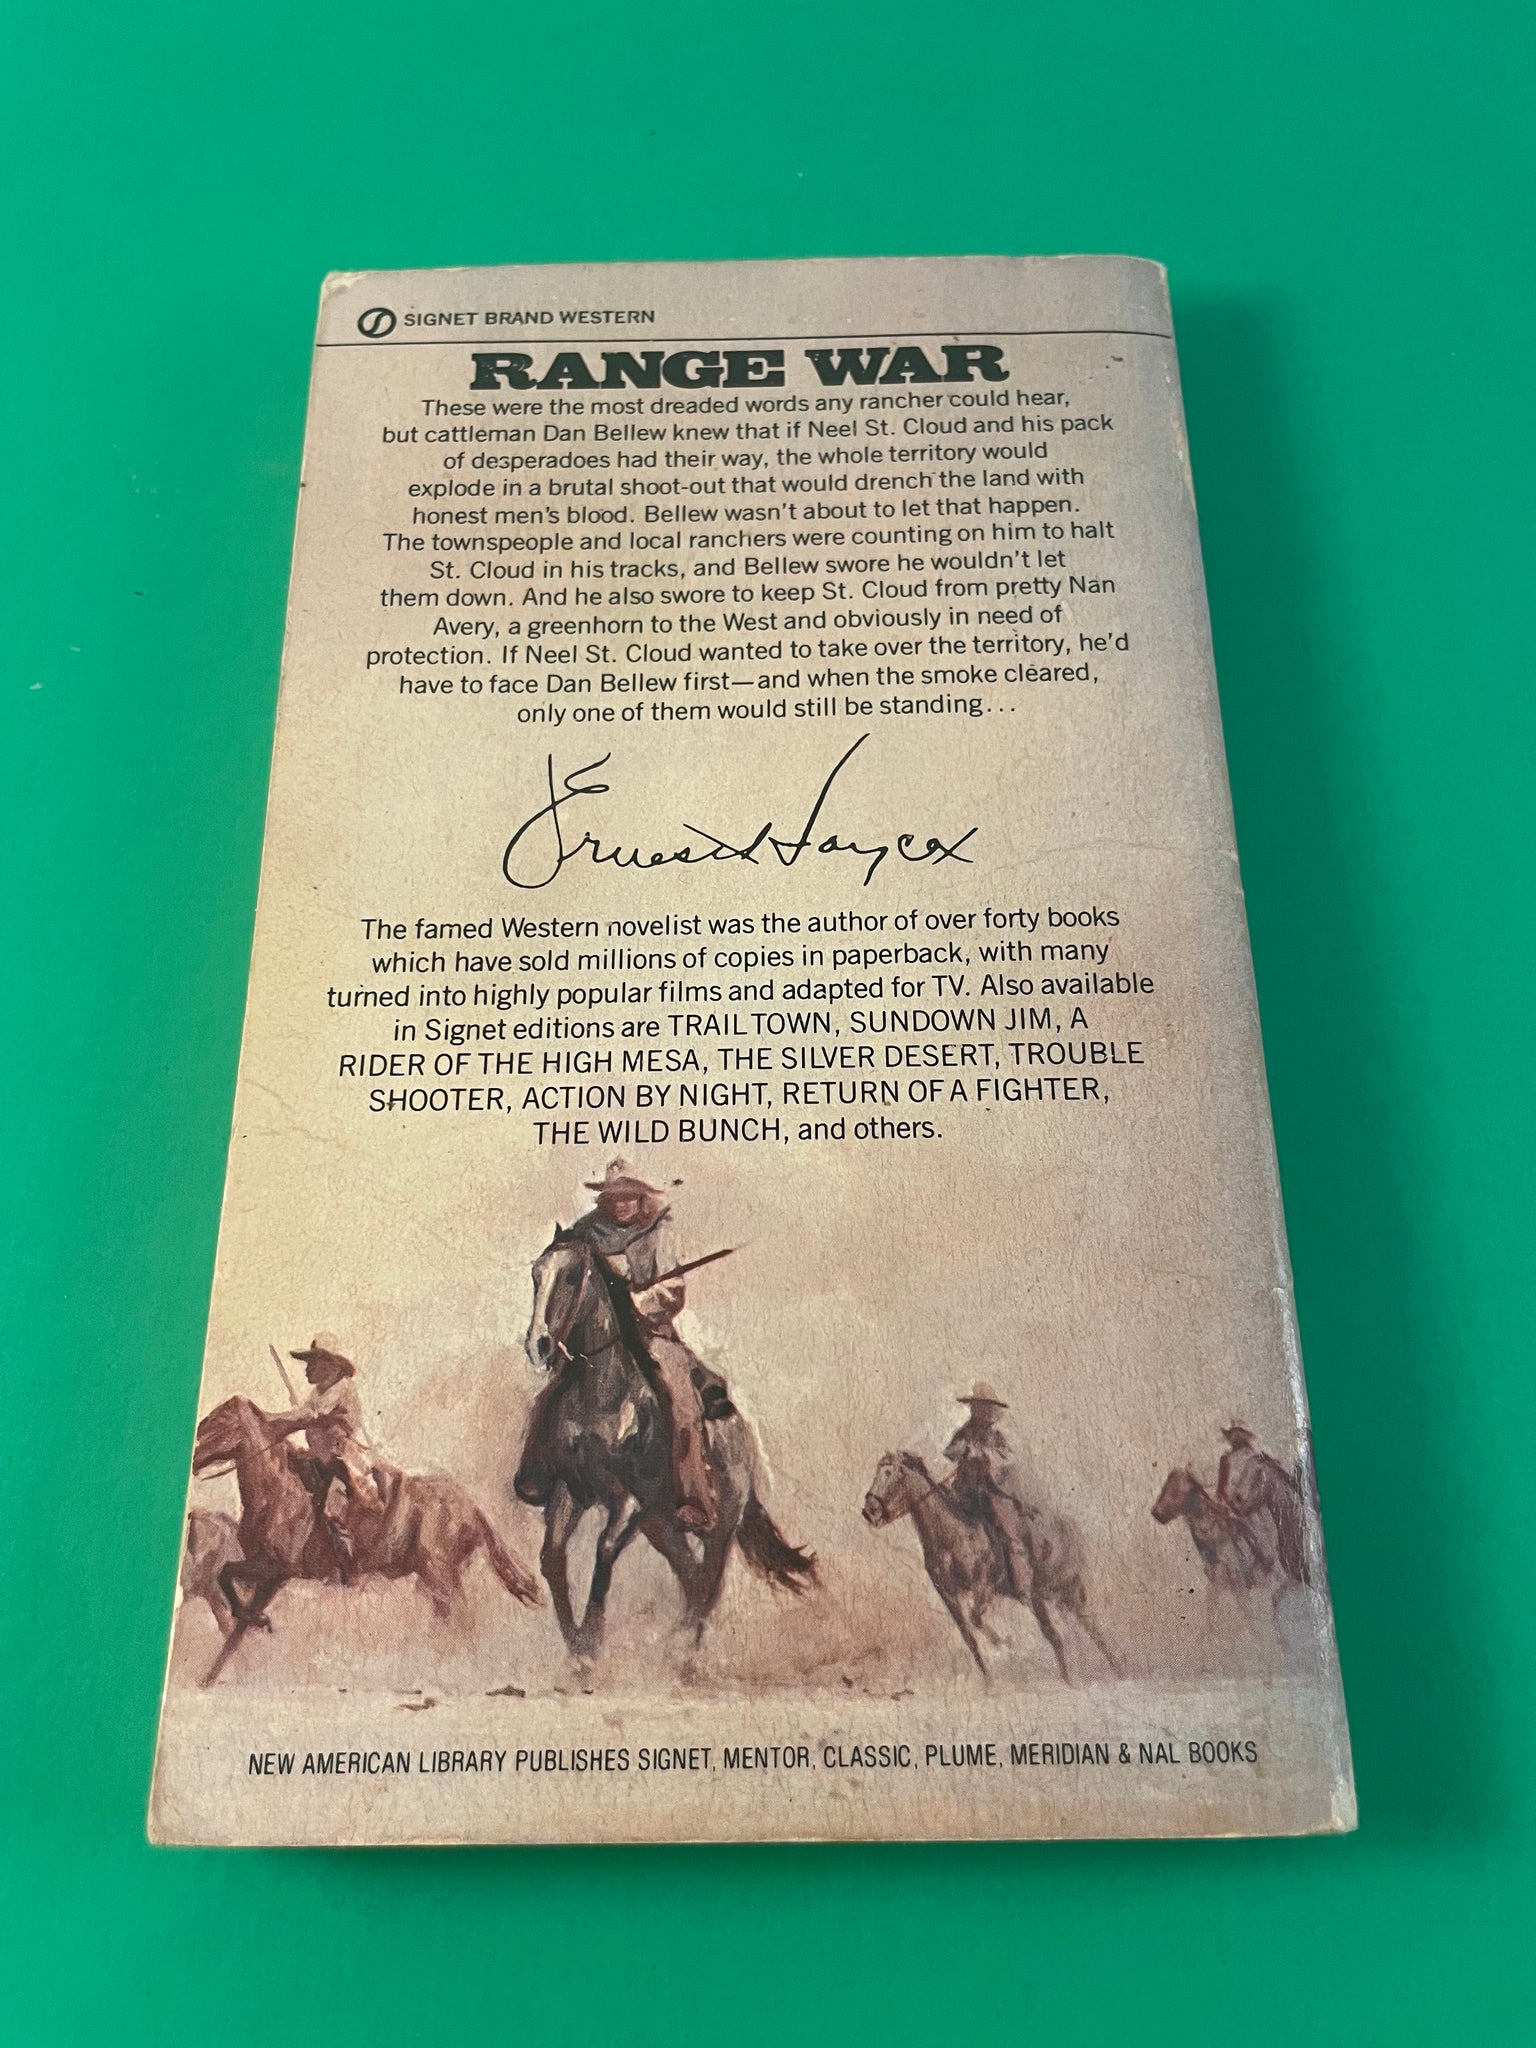 SIGNET BRAND WESTERN
RANGE WAR
These were the most dreaded words any rancher could hear,
but cattleman Dan Bellew knew that if Neel St. Cloud and his pack
of desperadoes had their way, the whole territory would
explode in a brutal shoot-out that would drench the land with
honest men's blood. Bellew wasn't about to let that happen.
The townspeople and local ranchers were counting on him to halt
St. Cloud in his tracks, and Bellew swore he wouldn't let
them down. And he also swore to keep St. Cloud from pretty Nan
Avery, a greenhorn to the West and obviously in need of
protection. If Neel St. Cloud wanted to take over the territory, he'd
have to face Dan Bellew first—and when the smoke cleared,
only one of them would still be standing...
Ernest Haycox
The famed Western novelist was the author of over forty books
which have sold millions of copies in paperback, with many
turned into highly popular films and adapted for TV. Also available
in Signet editions are TRAIL TOWN, SUNDOWN JIM, A
RIDER OF THE HIGH MESA, THE SILVER DESERT, TROUBLE
SHOOTER, ACTION BY NIGHT, RETURN OF A FIGHTER,
THE WILD BUNCH, and others.
NEW AMERICAN LIBRARY PUBLISHES SIGNET, MENTOR, CLASSIC, PLUME, MERIDIAN & NAL BOOKS